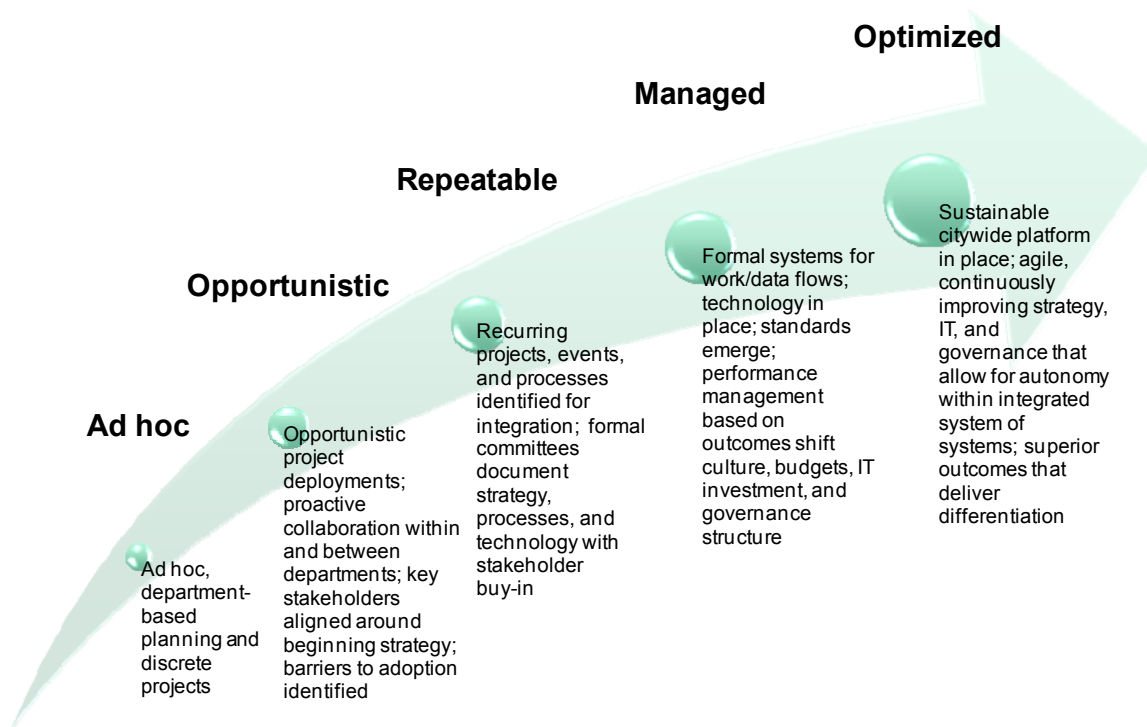 Ad hoc
Ad hoc,
department-
based
planning and
discrete
projects
Opportunistic
Opportunistic
project
deployments;
proactive
collaboration within
and between
departments; key
stakeholders
aligned around
beginning strategy;
barriers to adoption
identified
Repeatable
Recurring
projects, events,
and processes
identified for
integration; formal
committees
document
strategy,
processes, and
technology with
stakeholder
buy-in
Managed
Formal systems for
work/data flows;
technology in
place; standards
emerge;
performance
management
based on
outcomes shift
culture, budgets, IT
investment, and
governance
structure
Optimized
Sustainable
citywide platform
in place; agile,
continuously
improving strategy,
IT, and
governance that
allow for autonomy
within integrated
system of
systems; superior
outcomes that
deliver
differentiation